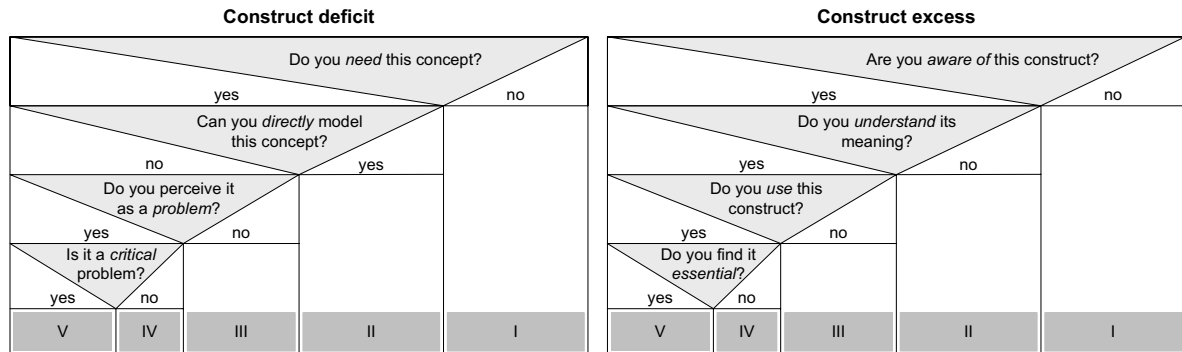 Construct deficit
Do you need this concept?
yes
no
Can you directly model
this concept?
no
yes
Do you perceive it
as a problem?
yes
no
Is it a critical
problem?
yes
no
V
IV
III
II
I
Construct excess
Are you aware of this construct?
yes
no
Do you understand its
meaning?
yes
no
Do you use this
construct?
yes
no
Do you find it
essential?
yes
no
V
IV
III
II
I